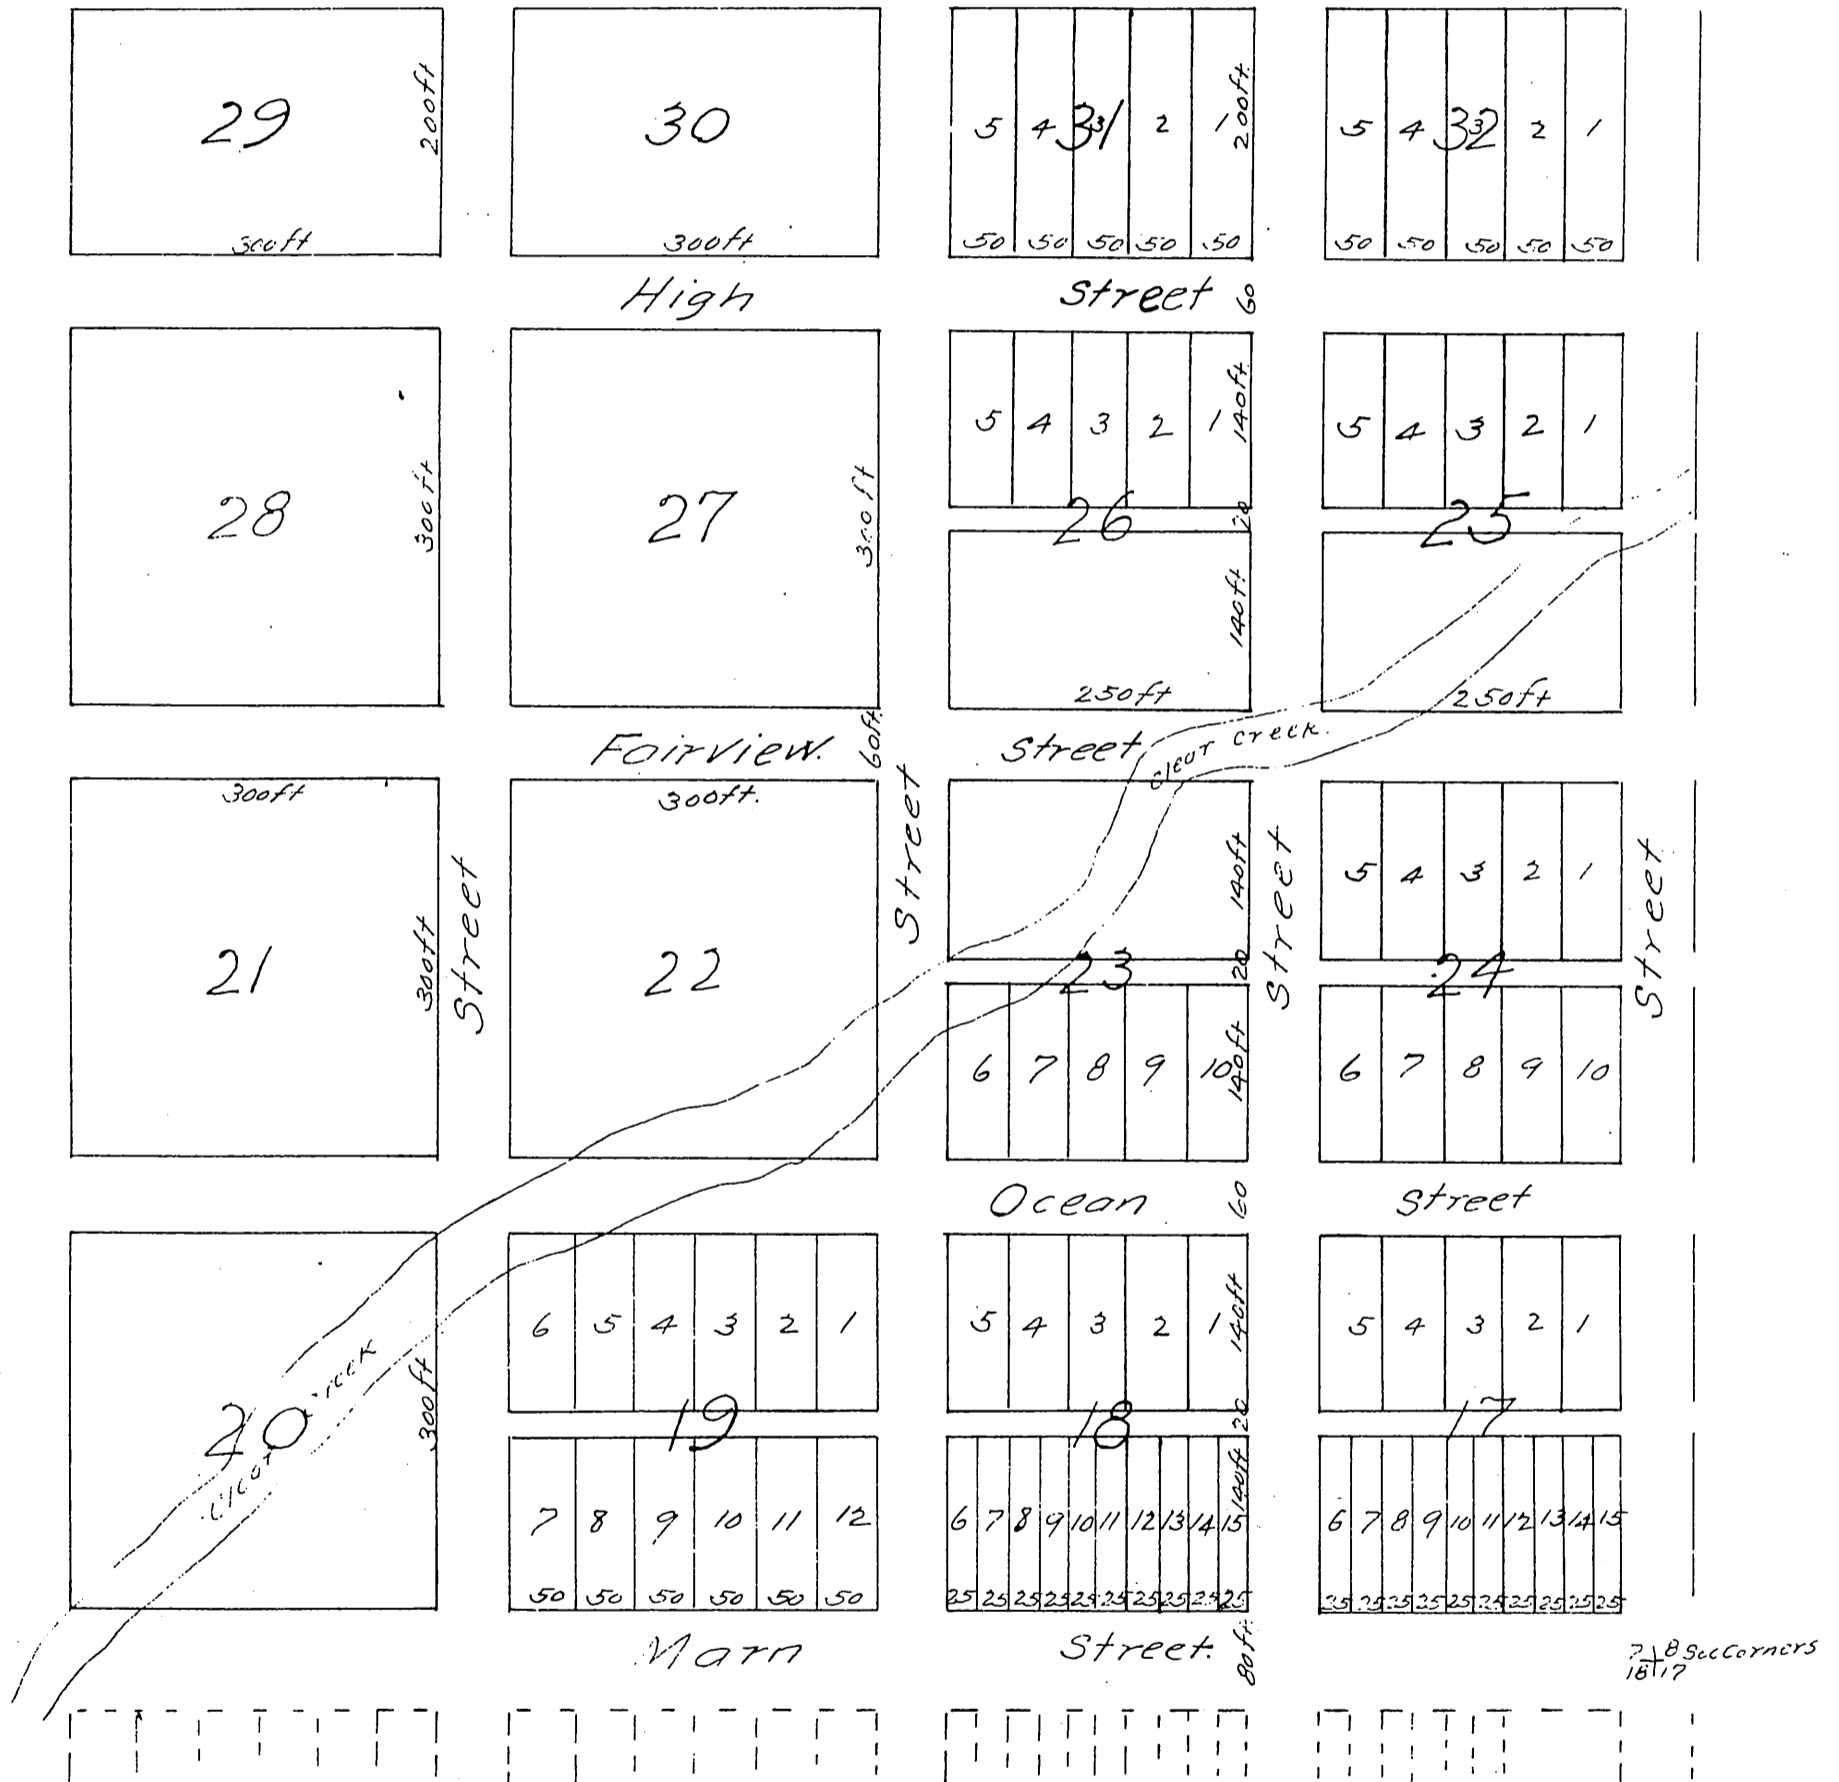 29
200ft
300ft
30
300ft
5 4 3 2 1
31
200ft.
50 50 50 50 50
5 4 3 2 1
32
50 50 50 50 50
High Street 60
28
300ft
27
300ft
5 4 3 2 1
140ft.
26
20
140ft.
250ft
5 4 3 2 1
25
250ft
Fairview. Street
60ft.
Clear Creek.
300ft
21
300ft
Street
300ft.
22
Street
140ft
23
20
6 7 8 9 10
140ft
Street
5 4 3 2 1
24
6 7 8 9 10
Street
Ocean Street
60
20
300ft
Clear Creek
6 5 4 3 2 1
19
7 8 9 10 11 12
50 50 50 50 50 50
5 4 3 2 1
140ft
18
20
6 7 8 9 10 11 12 13 14 15
140ft
25 25 25 25 25 25 25 25 25 25
5 4 3 2 1
17
6 7 8 9 10 11 12 13 14 15
25 25 25 25 25 25 25 25 25 25
Marn Street.
80ft.
7 8 Sec Corners
18 17